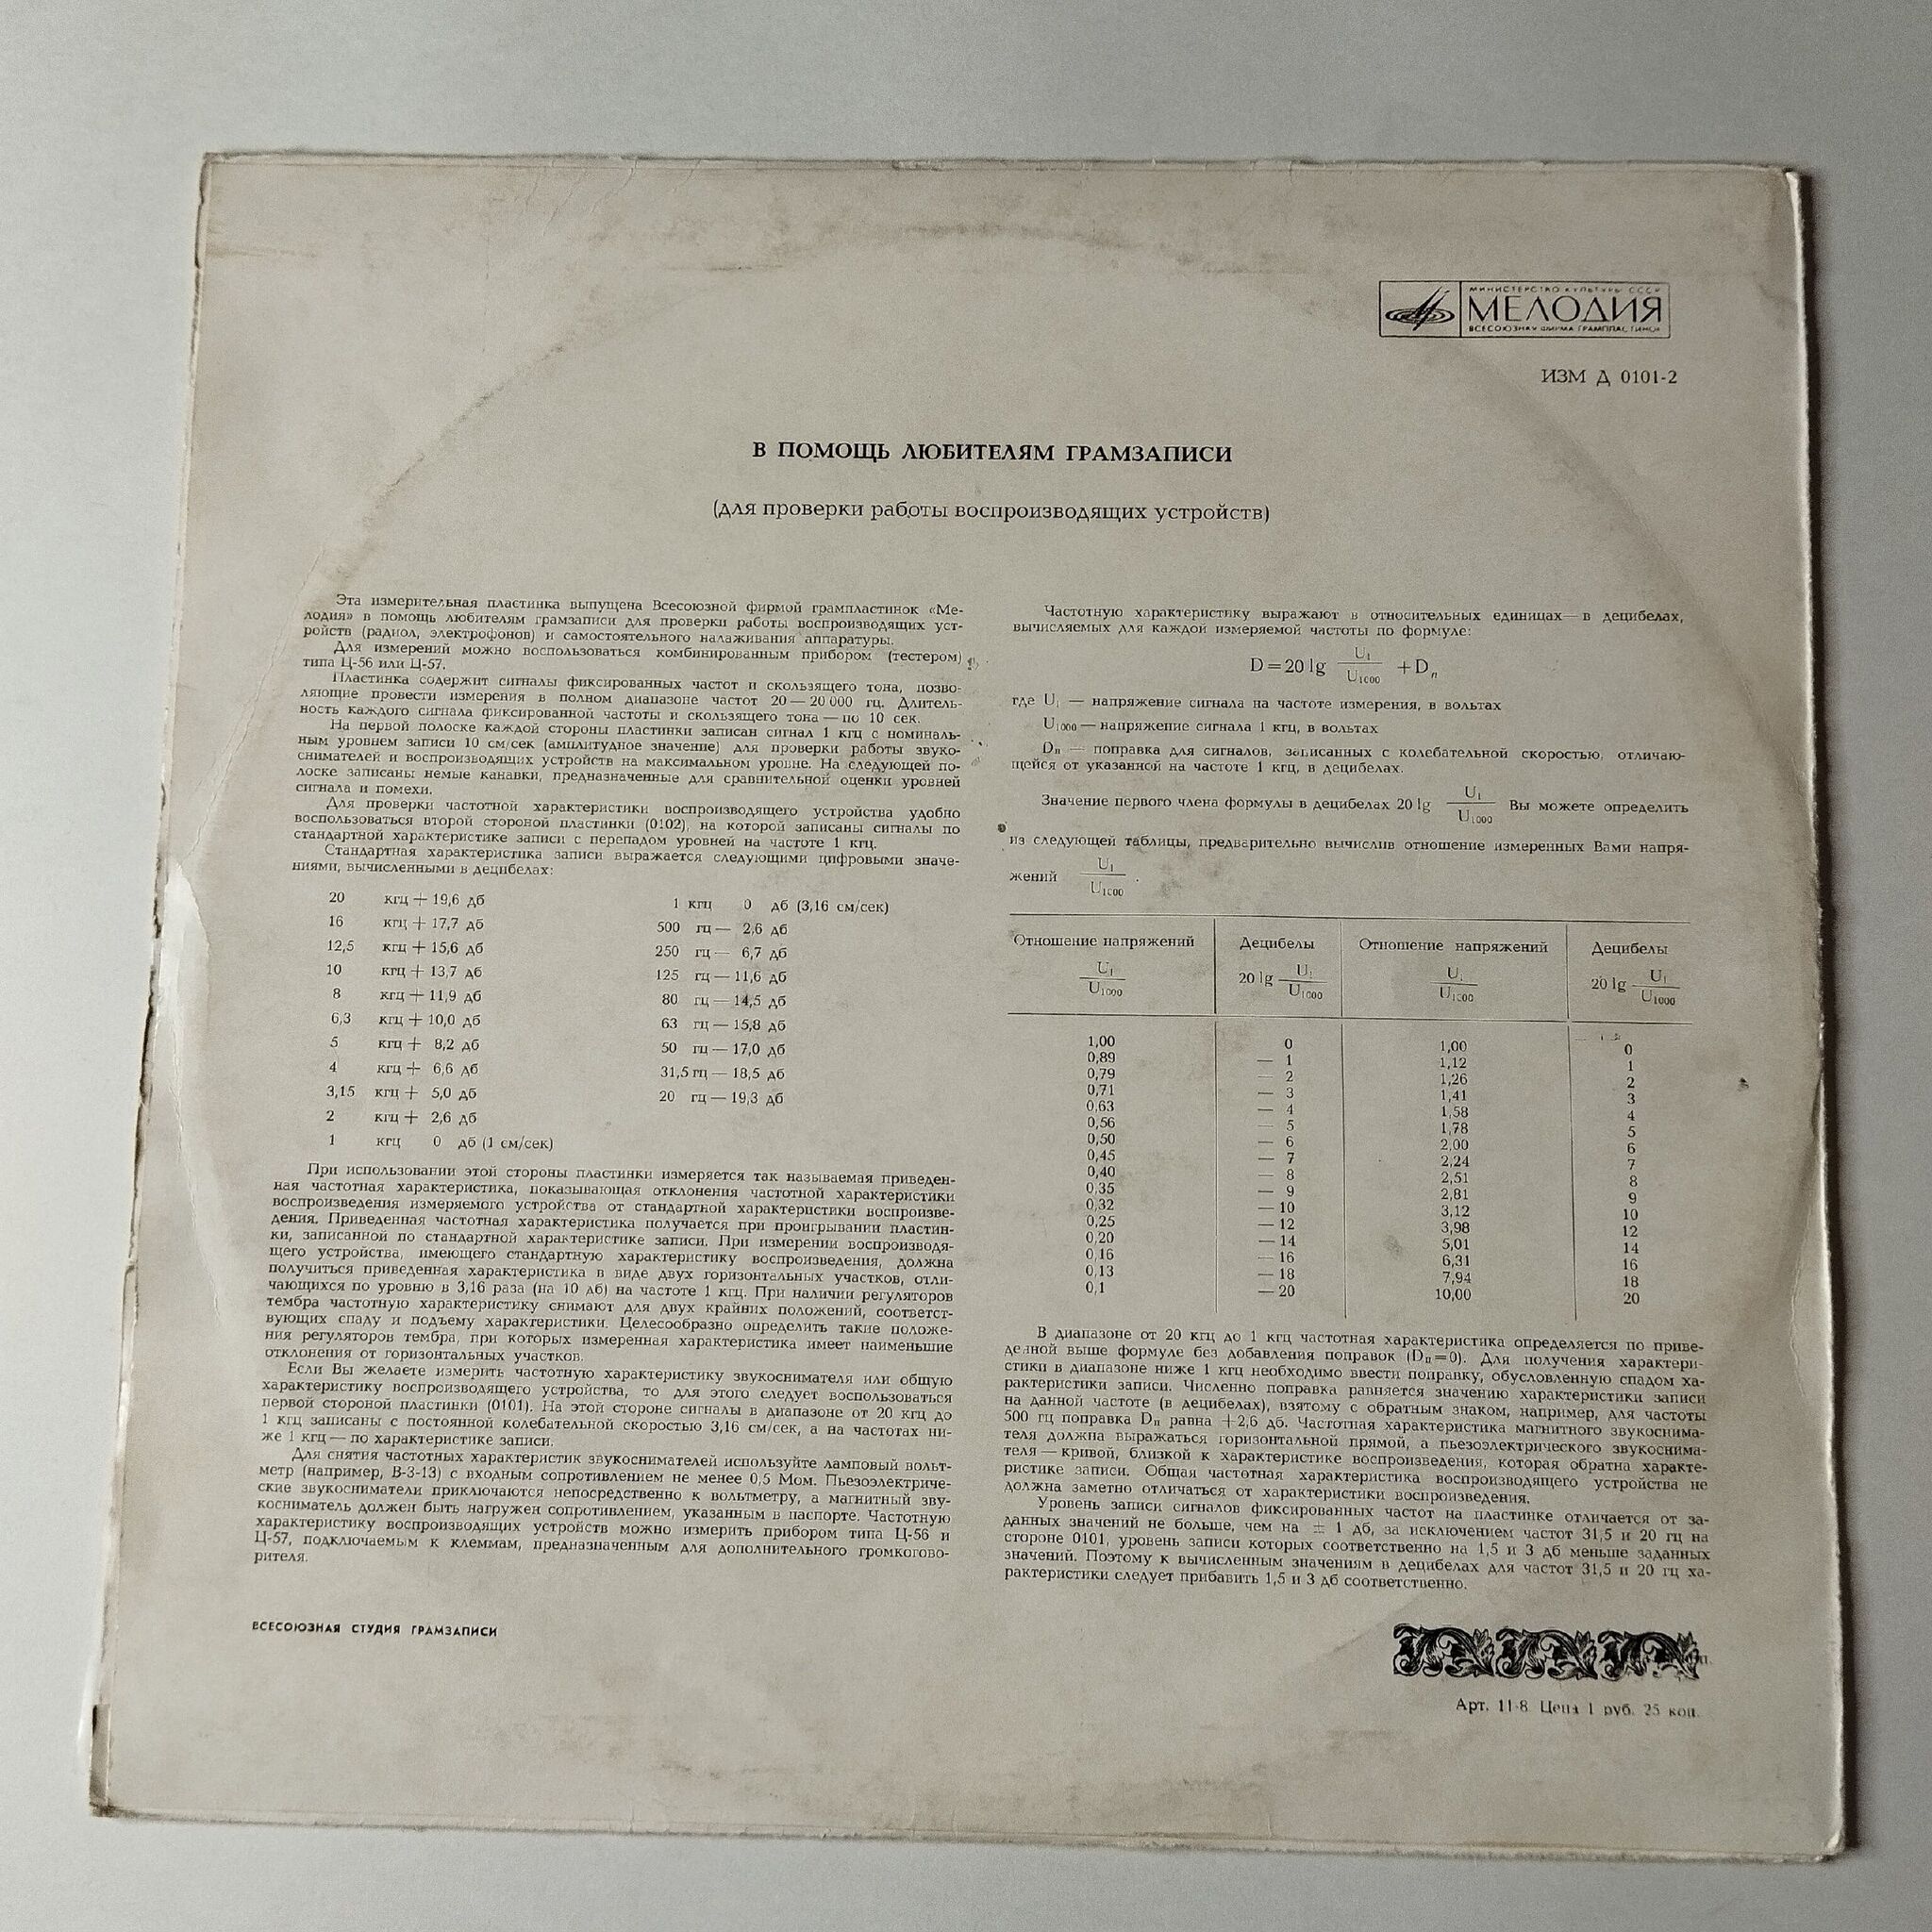 МИНИСТЕРСТВО КУЛЬТУРЫ СССР
МЕЛОДИЯ
ВСЕСОЮЗНАЯ ФИРМА ГРАМПЛАСТИНОК
ИЗМ Д 0101-2
В ПОМОЩЬ ЛЮБИТЕЛЯМ ГРАМЗАПИСИ
(для проверки работы воспроизводящих устройств)
Эта измерительная пластинка выпущена Всесоюзной фирмой грампластинок «Ме-
лодия» в помощь любителям грамзаписи для проверки работы воспроизводящих уст-
ройств (радиол, электрофонов) и самостоятельного налаживания аппаратуры.
Для измерений можно воспользоваться комбинированным прибором (тестером)
типа Ц-56 или Ц-57.
Пластинка содержит сигналы фиксированных частот и скользящего тона, позво-
ляющие провести измерения в полном диапазоне частот 20 — 20 000 гц. Длитель-
ность каждого сигнала фиксированной частоты и скользящего тона — по 10 сек.
На первой полоске каждой стороны пластинки записан сигнал 1 кгц с номиналь-
ным уровнем записи 10 см/сек (амплитудное значение) для проверки работы звуко-
снимателей и воспроизводящих устройств на максимальном уровне. На следующей по-
лоске записаны немые канавки, предназначенные для сравнительной оценки уровней
сигнала и помехи.
Для проверки частотной характеристики воспроизводящего устройства удобно
воспользоваться второй стороной пластинки (0102), на которой записаны сигналы по
стандартной характеристике записи с перепадом уровней на частоте 1 кгц.
Стандартная характеристика записи выражается следующими цифровыми значе-
ниями, вычисленными в децибелах:
20 кгц + 19,6 дб
16 кгц + 17,7 дб
12,5 кгц + 15,6 дб
10 кгц + 13,7 дб
8 кгц + 11,9 дб
6,3 кгц + 10,0 дб
5 кгц + 8,2 дб
4 кгц + 6,6 дб
3,15 кгц + 5,0 дб
2 кгц + 2,6 дб
1 кгц 0 дб (1 см/сек)
1 кгц 0 дб (3,16 см/сек)
500 гц — 2,6 дб
250 гц — 6,7 дб
125 гц — 11,6 дб
80 гц — 14,5 дб
63 гц — 15,8 дб
50 гц — 17,0 дб
31,5 гц — 18,5 дб
20 гц — 19,3 дб
При использовании этой стороны пластинки измеряется так называемая приведен-
ная частотная характеристика, показывающая отклонения частотной характеристики
воспроизведения измеряемого устройства от стандартной характеристики воспроизве-
дения. Приведенная частотная характеристика получается при проигрывании пластин-
ки, записанной по стандартной характеристике записи. При измерении воспроизводя-
щего устройства, имеющего стандартную характеристику воспроизведения, должна
получиться приведенная характеристика в виде двух горизонтальных участков, отли-
чающихся по уровню в 3,16 раза (на 10 дб) на частоте 1 кгц. При наличии регуляторов
тембра частотную характеристику снимают для двух крайних положений, соответст-
вующих спаду и подъему характеристики. Целесообразно определить такие положе-
ния регуляторов тембра, при которых измеренная характеристика имеет наименьшие
отклонения от горизонтальных участков.
Если Вы желаете измерить частотную характеристику звукоснимателя или общую
характеристику воспроизводящего устройства, то для этого следует воспользоваться
первой стороной пластинки (0101). На этой стороне сигналы в диапазоне от 20 кгц до
1 кгц записаны с постоянной колебательной скоростью 3,16 см/сек, а на частотах ни-
же 1 кгц — по характеристике записи.
Для снятия частотных характеристик звукоснимателей используйте ламповый вольт-
метр (например, В-3-13) с входным сопротивлением не менее 0,5 Мом. Пьезоэлектриче-
ские звукосниматели приключаются непосредственно к вольтметру, а магнитный зву-
косниматель должен быть нагружен сопротивлением, указанным в паспорте. Частотную
характеристику воспроизводящих устройств можно измерить прибором типа Ц-56 и
Ц-57, подключаемым к клеммам, предназначенным для дополнительного громкогово-
рителя.
Частотную характеристику выражают в относительных единицах — в децибелах,
вычисляемых для каждой измеряемой частоты по формуле:
D = 20 lg U₁/U₁₀₀₀ + Dₙ
где U₁ — напряжение сигнала на частоте измерения, в вольтах
U₁₀₀₀ — напряжение сигнала 1 кгц, в вольтах
Dп — поправка для сигналов, записанных с колебательной скоростью, отличаю-
щейся от указанной на частоте 1 кгц, в децибелах.
Значение первого члена формулы в децибелах 20 lg U₁/U₁₀₀₀ Вы можете определить
из следующей таблицы, предварительно вычислив отношение измеренных Вами напря-
жений U₁/U₁₀₀₀.
Отношение напряжений Децибелы Отношение напряжений Децибелы
U₁/U₁₀₀₀ 20 lg U₁/U₁₀₀₀ U₁/U₁₀₀₀ 20 lg U₁/U₁₀₀₀
1,00 0 1,00 0
0,89 — 1 1,12 1
0,79 — 2 1,26 2
0,71 — 3 1,41 3
0,63 — 4 1,58 4
0,56 — 5 1,78 5
0,50 — 6 2,00 6
0,45 — 7 2,24 7
0,40 — 8 2,51 8
0,35 — 9 2,81 9
0,32 — 10 3,12 10
0,25 — 12 3,98 12
0,20 — 14 5,01 14
0,16 — 16 6,31 16
0,13 — 18 7,94 18
0,1 — 20 10,00 20
В диапазоне от 20 кгц до 1 кгц частотная характеристика определяется по приве-
денной выше формуле без добавления поправок (Dп = 0). Для получения характери-
стики в диапазоне ниже 1 кгц необходимо ввести поправку, обусловленную спадом ха-
рактеристики записи. Численно поправка равняется значению характеристики записи
на данной частоте (в децибелах), взятому с обратным знаком, например, для частоты
500 гц поправка Dп равна +2,6 дб. Частотная характеристика магнитного звукоснима-
теля должна выражаться горизонтальной прямой, а пьезоэлектрического звукоснима-
теля — кривой, близкой к характеристике воспроизведения, которая обратна характе-
ристике записи. Общая частотная характеристика воспроизводящего устройства не
должна заметно отличаться от характеристики воспроизведения.
Уровень записи сигналов фиксированных частот на пластинке отличается от за-
данных значений не больше, чем на ± 1 дб, за исключением частот 31,5 и 20 гц на
стороне 0101, уровень записи которых соответственно на 1,5 и 3 дб меньше заданных
значений. Поэтому к вычисленным значениям в децибелах для частот 31,5 и 20 гц ха-
рактеристики следует прибавить 1,5 и 3 дб соответственно.
ВСЕСОЮЗНАЯ СТУДИЯ ГРАМЗАПИСИ
Арт. 11-8 Цена 1 руб. 25 коп.